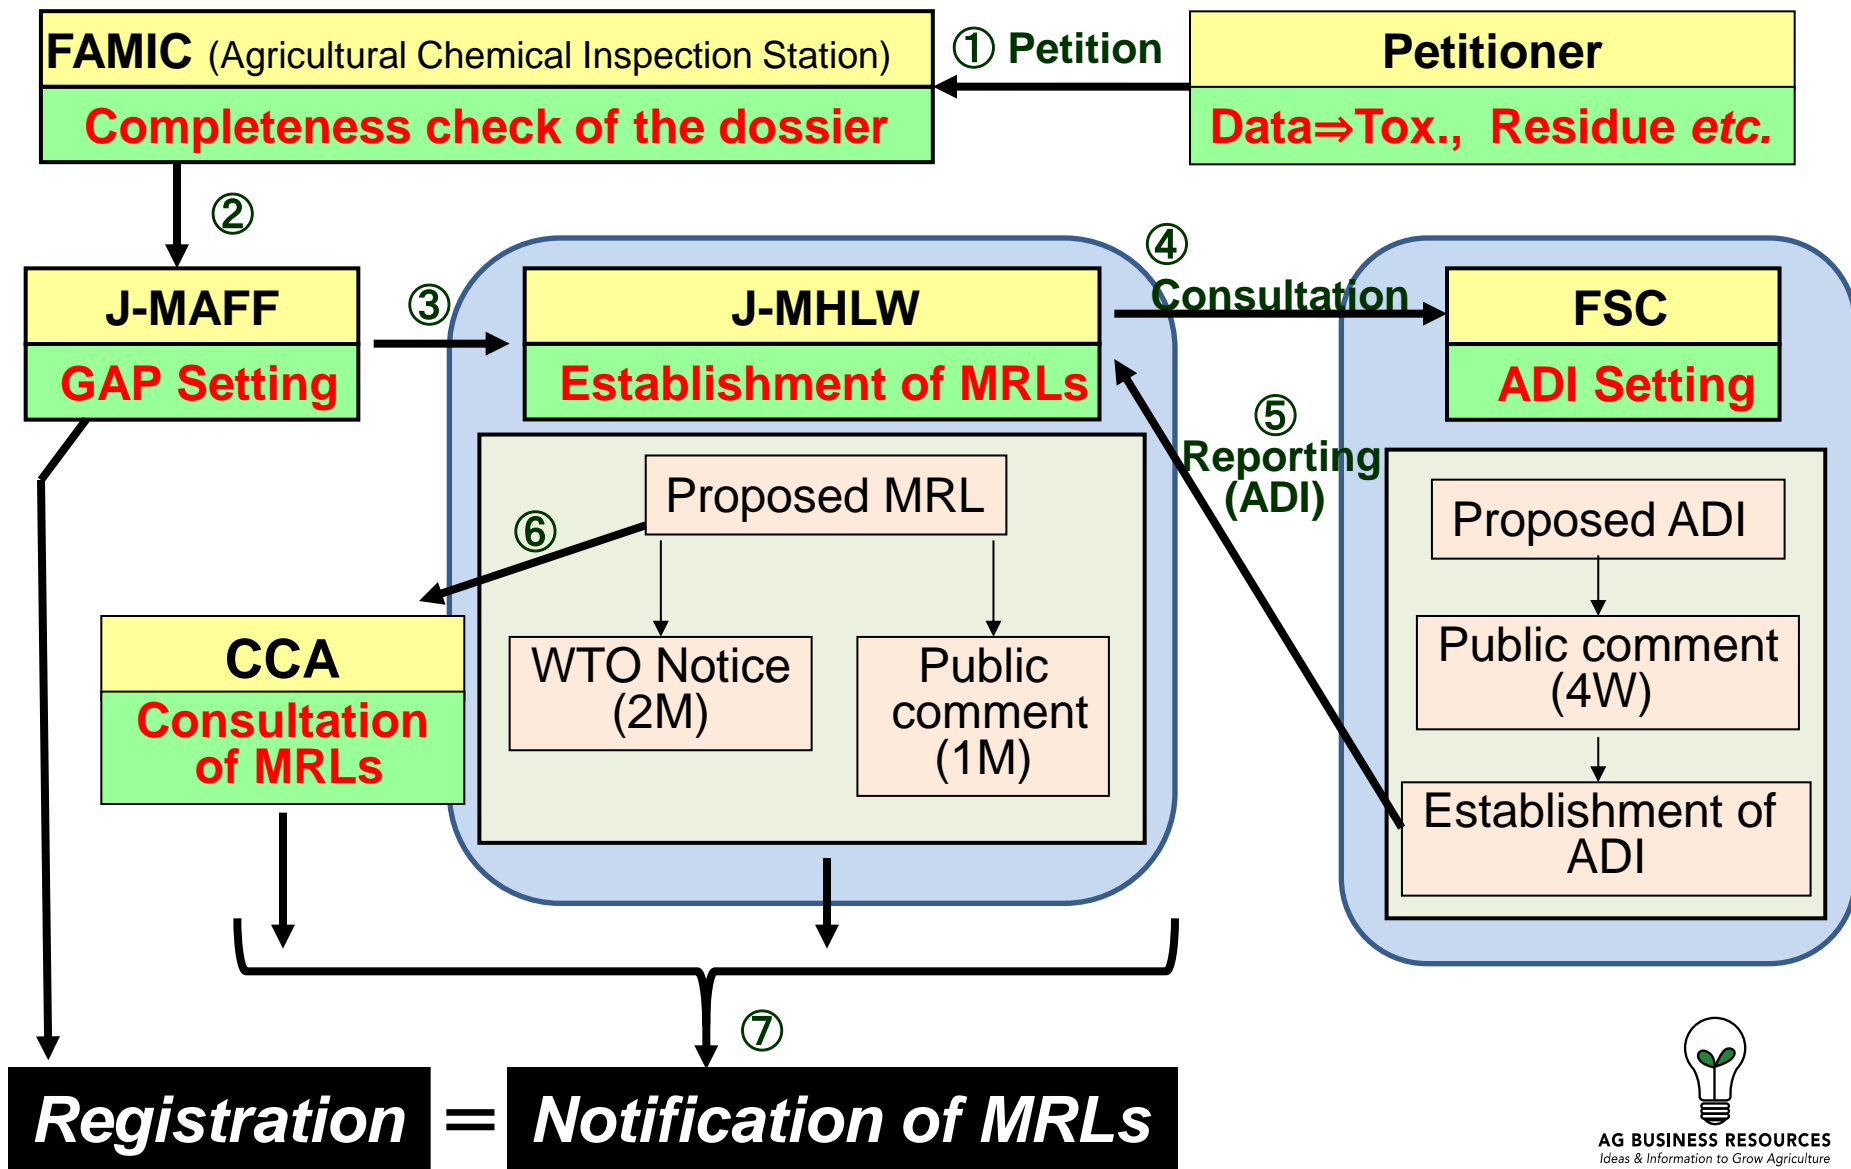 FAMIC (Agricultural Chemical Inspection Station)
Completeness check of the dossier
① Petition
Petitioner
Data⇒Tox., Residue etc.
②
J-MAFF
GAP Setting
③
J-MHLW
Establishment of MRLs
④
Consultation
FSC
ADI Setting
⑤
Reporting
(ADI)
Proposed MRL
⑥
WTO Notice
(2M)
Public
comment
(1M)
Proposed ADI
Public comment
(4W)
Establishment of
ADI
CCA
Consultation
of MRLs
⑦
Registration = Notification of MRLs
AG BUSINESS RESOURCES
Ideas & Information to Grow Agriculture